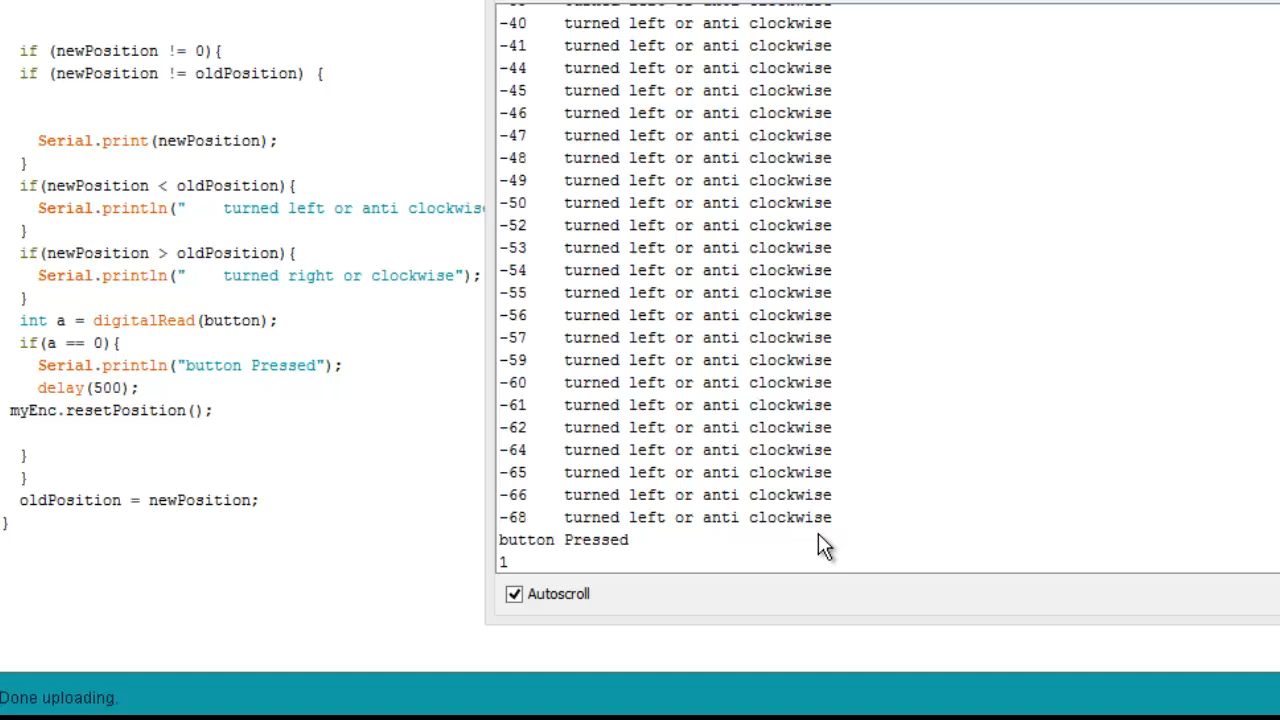 if (newPosition != 0){
if (newPosition != oldPosition) {
Serial.print(newPosition);
}
if(newPosition < oldPosition){
Serial.println("    turned left or anti clockwise
}
if(newPosition > oldPosition){
Serial.println("    turned right or clockwise");
}
int a = digitalRead(button);
if(a == 0){
Serial.println("button Pressed");
delay(500);
myEnc.resetPosition();
}
}
oldPosition = newPosition;
}
turned left or anti clockwise
-40    turned left or anti clockwise
-41    turned left or anti clockwise
-44    turned left or anti clockwise
-45    turned left or anti clockwise
-46    turned left or anti clockwise
-47    turned left or anti clockwise
-48    turned left or anti clockwise
-49    turned left or anti clockwise
-50    turned left or anti clockwise
-52    turned left or anti clockwise
-53    turned left or anti clockwise
-54    turned left or anti clockwise
-55    turned left or anti clockwise
-56    turned left or anti clockwise
-57    turned left or anti clockwise
-59    turned left or anti clockwise
-60    turned left or anti clockwise
-61    turned left or anti clockwise
-62    turned left or anti clockwise
-64    turned left or anti clockwise
-65    turned left or anti clockwise
-66    turned left or anti clockwise
-68    turned left or anti clockwise
button Pressed
1
Autoscroll
Done uploading.